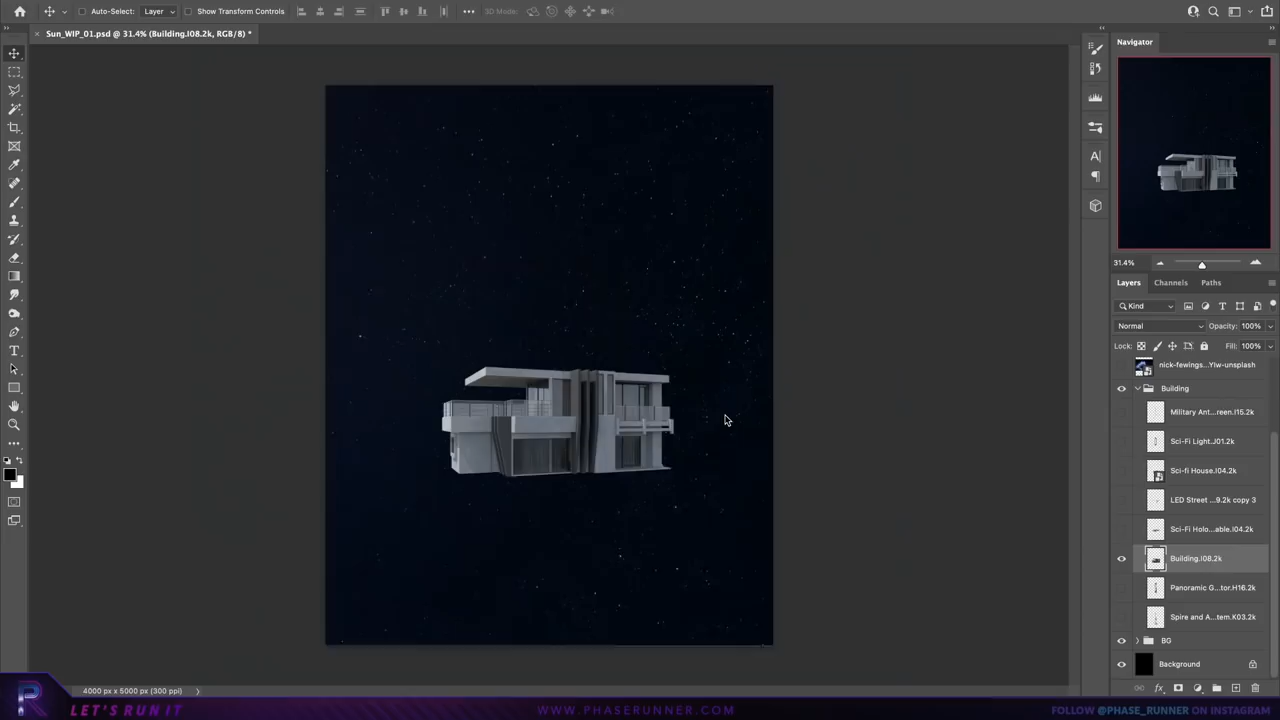 Auto-Select: Layer Show Transform Controls 3D Mode:
Sun_WIP_01.psd @ 31.4% (Building.I08.2k, RGB/8) *
Navigator
31.4%
Layers Channels Paths
Kind
Normal Opacity: 100%
Lock: Fill: 100%
nick-fewings...YIw-unsplash
Building
Military Ant...reen.I15.2k
Sci-Fi Light.J01.2k
Sci-fi House.I04.2k
LED Street ...9.2k copy 3
Sci-Fi Holo...able.I04.2k
Building.I08.2k
Panoramic G...tor.H16.2k
Spire and A...tem.K03.2k
BG
Background
4000 px x 5000 px (300 ppi)
R
LET'S RUN IT
WWW.PHASERUNNER.COM
FOLLOW @PHASE_RUNNER ON INSTAGRAM